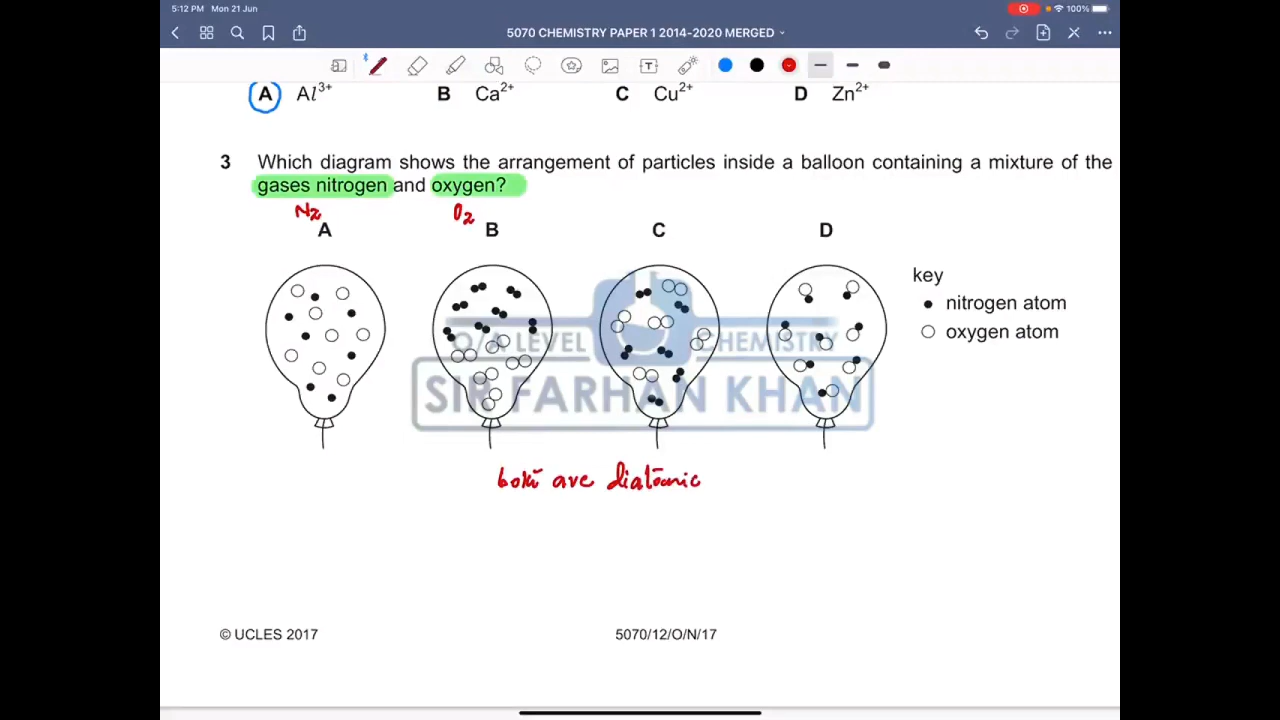 5:12 PM Mon 21 Jun
100%
5070 CHEMISTRY PAPER 1 2014-2020 MERGED
A Al³⁺ B Ca²⁺ C Cu²⁺ D Zn²⁺
3 Which diagram shows the arrangement of particles inside a balloon containing a mixture of the
gases nitrogen and oxygen?
N₂ O₂
A B C D
key
nitrogen atom
oxygen atom
O/A LEVEL CHEMISTRY
SIR FARHAN KHAN
both are diatomic
© UCLES 2017 5070/12/O/N/17